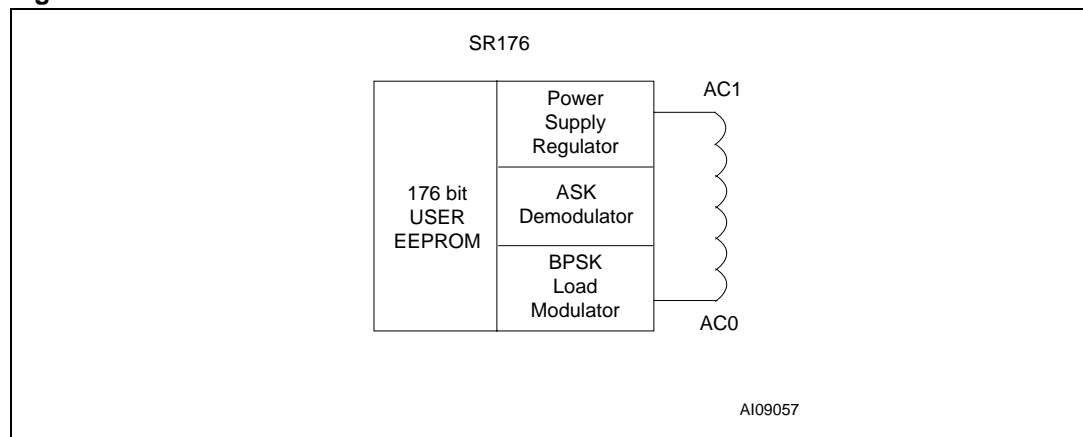 SR176
Power
Supply
Regulator
AC1
176 bit
USER
EEPROM
ASK
Demodulator
BPSK
Load
Modulator
AC0
AI09057